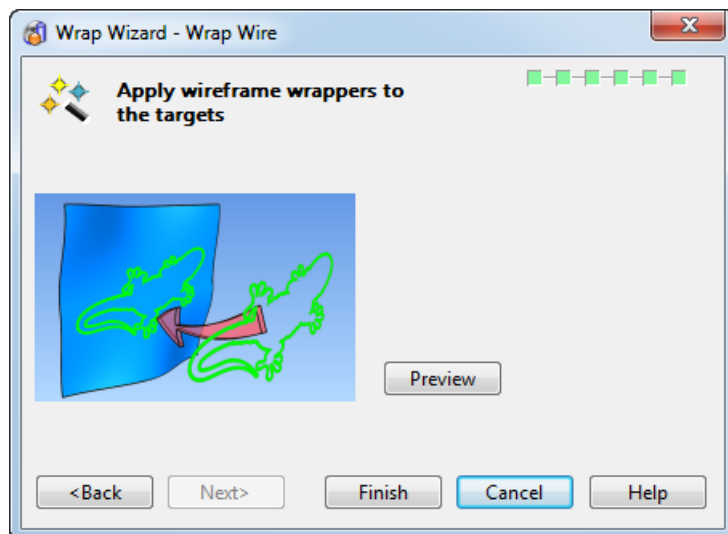 Wrap Wizard - Wrap Wire
X
Apply wireframe wrappers to
the targets
Preview
<Back
Next>
Finish
Cancel
Help